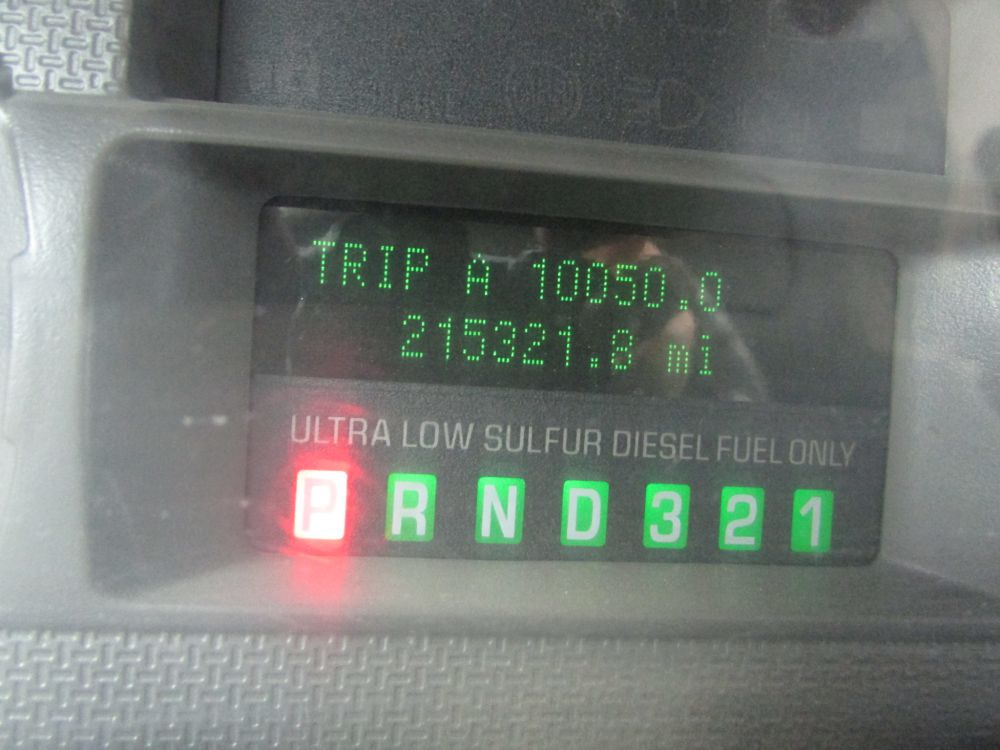 TRIP A 10050.0
215321.8 mi
ULTRA LOW SULFUR DIESEL FUEL ONLY
P R N D 3 2 1